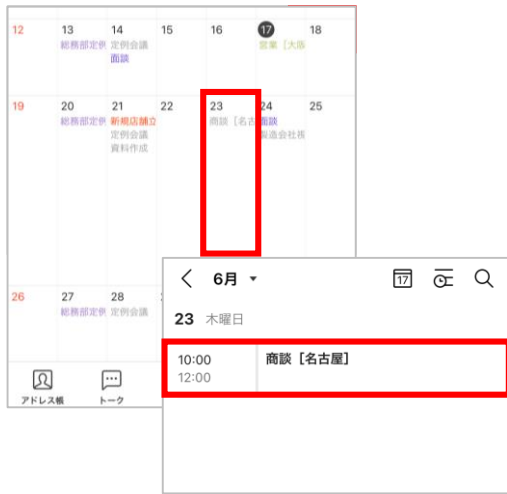 12 13 14 15 16 17 18
総務部定例 定例会議 営業［大阪
面談
19 20 21 22 23 24 25
総務部定例 新規店舗立 商談［名古 面談
定例会議 製造会社視
資料作成
26 27 28
総務部定例 定例会議
アドレス帳 トーク
6月 17
23 木曜日
10:00 商談［名古屋］
12:00